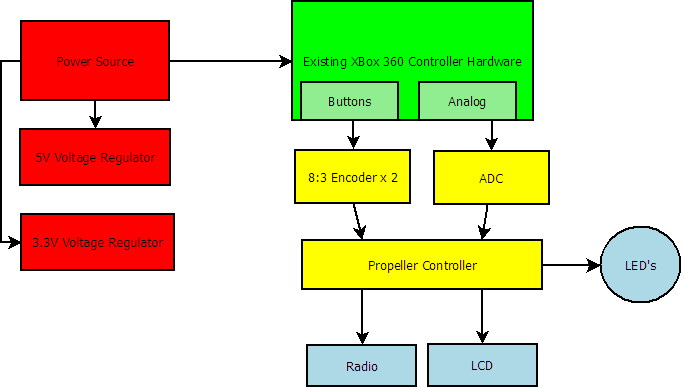 Power Source
Existing XBox 360 Controller Hardware
Buttons
Analog
5V Voltage Regulator
8:3 Encoder x 2
ADC
3.3V Voltage Regulator
Propeller Controller
LED's
Radio
LCD